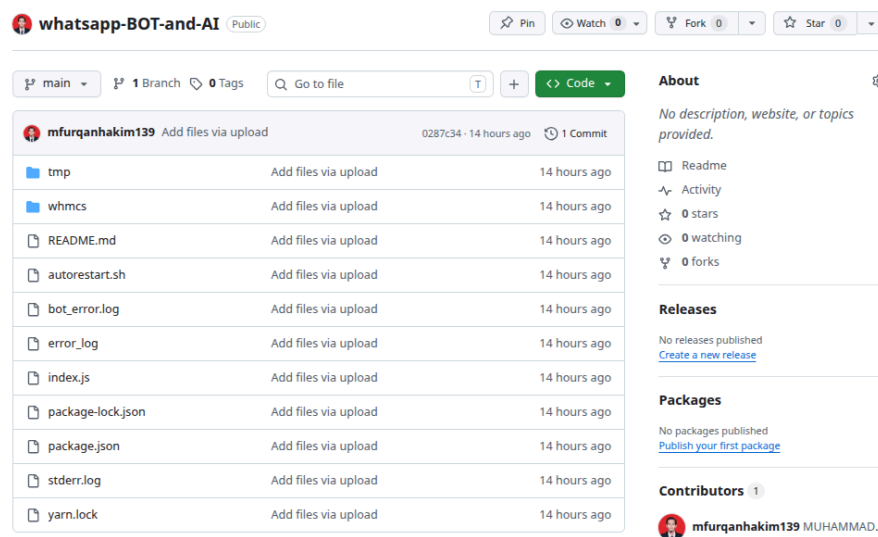 whatsapp-BOT-and-AI Public Pin Watch 0 Fork 0 Star 0
main 1 Branch 0 Tags Go to file T + Code
mfurqanhakim139 Add files via upload 0287c34 · 14 hours ago 1 Commit
tmp Add files via upload 14 hours ago
whmcs Add files via upload 14 hours ago
README.md Add files via upload 14 hours ago
autorestart.sh Add files via upload 14 hours ago
bot_error.log Add files via upload 14 hours ago
error_log Add files via upload 14 hours ago
index.js Add files via upload 14 hours ago
package-lock.json Add files via upload 14 hours ago
package.json Add files via upload 14 hours ago
stderr.log Add files via upload 14 hours ago
yarn.lock Add files via upload 14 hours ago
About
No description, website, or topics
provided.
Readme
Activity
0 stars
0 watching
0 forks
Releases
No releases published
Create a new release
Packages
No packages published
Publish your first package
Contributors 1
mfurqanhakim139 MUHAMMAD.